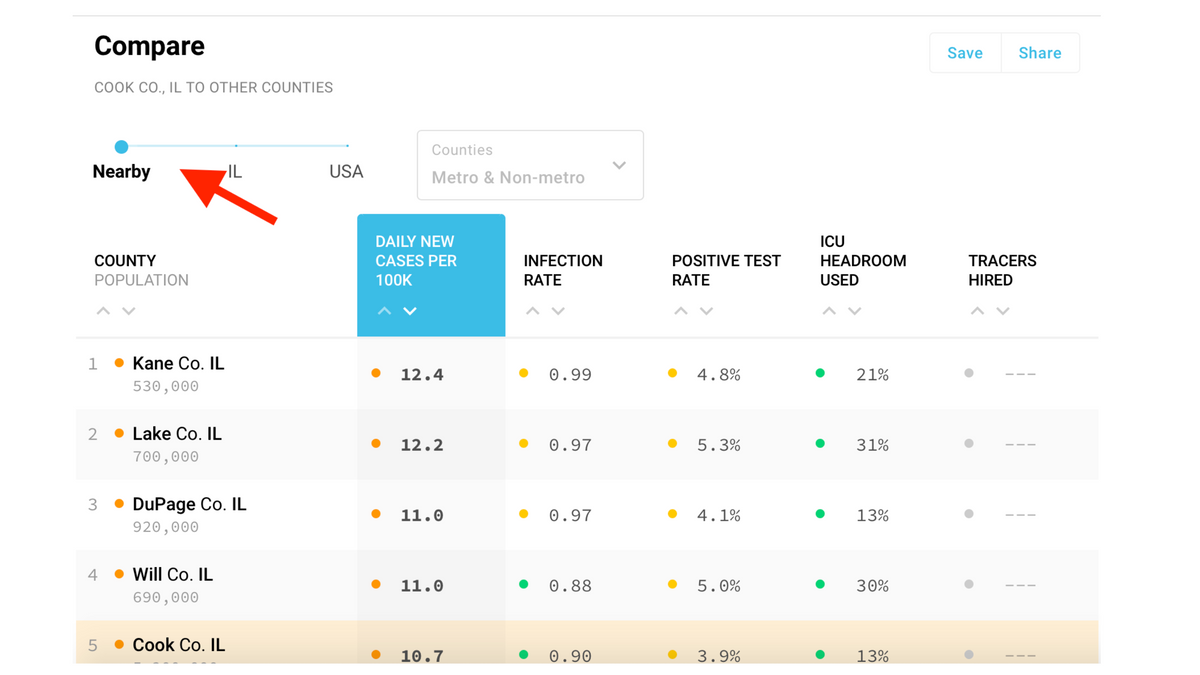 Compare
Save
Share
COOK CO., IL TO OTHER COUNTIES
Nearby
IL
USA
Counties
Metro & Non-metro
COUNTY
POPULATION
DAILY NEW
CASES PER
100K
INFECTION
RATE
POSITIVE TEST
RATE
ICU
HEADROOM
USED
TRACERS
HIRED
1 Kane Co. IL 12.4 0.99 4.8% 21% ---
530,000
2 Lake Co. IL 12.2 0.97 5.3% 31% ---
700,000
3 DuPage Co. IL 11.0 0.97 4.1% 13% ---
920,000
4 Will Co. IL 11.0 0.88 5.0% 30% ---
690,000
5 Cook Co. IL 10.7 0.90 3.9% 13% ---